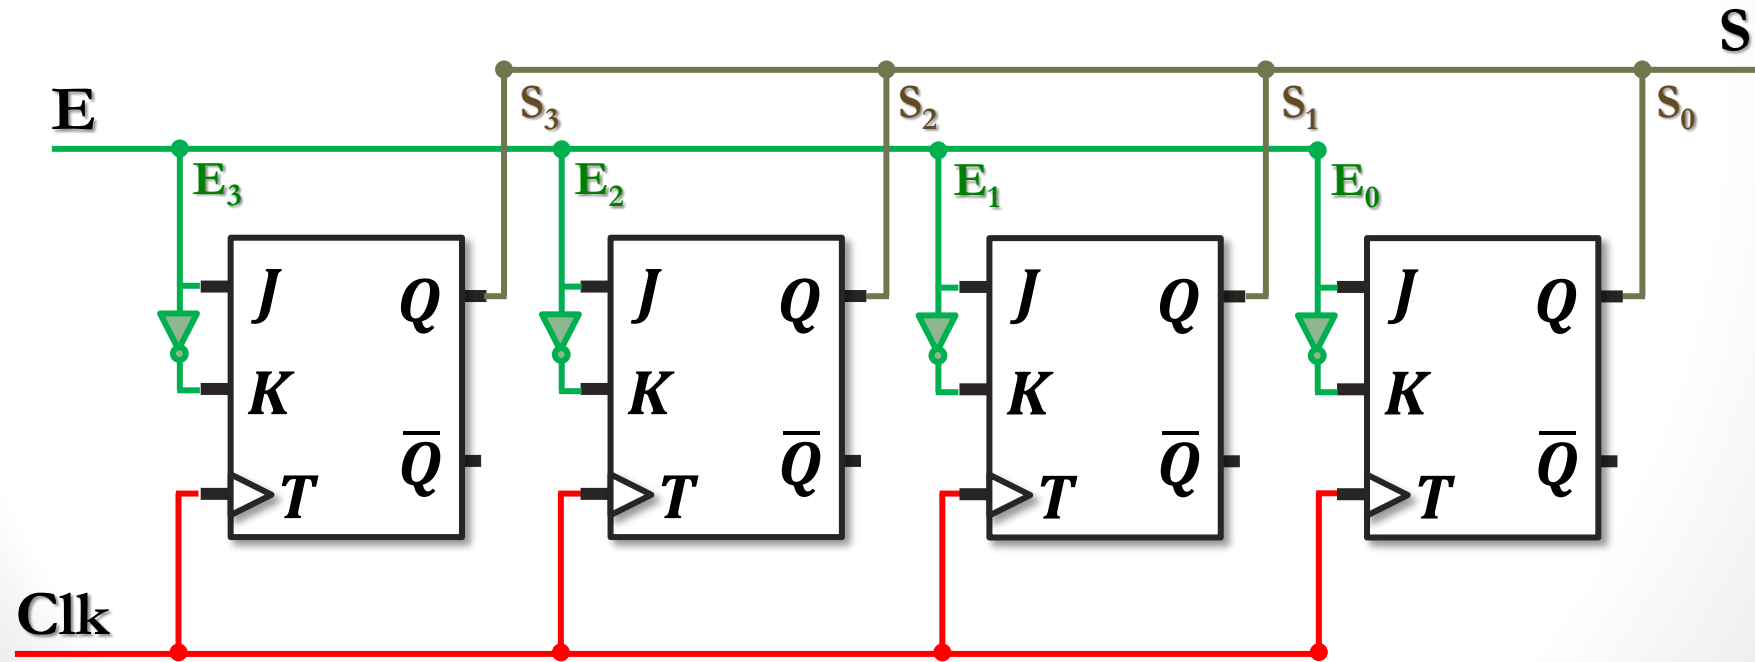 S
E
S₃ S₂ S₁ S₀
E₃ E₂ E₁ E₀
J Q J Q J Q J Q
K K K K
Q̅ Q̅ Q̅ Q̅
T T T T
Clk